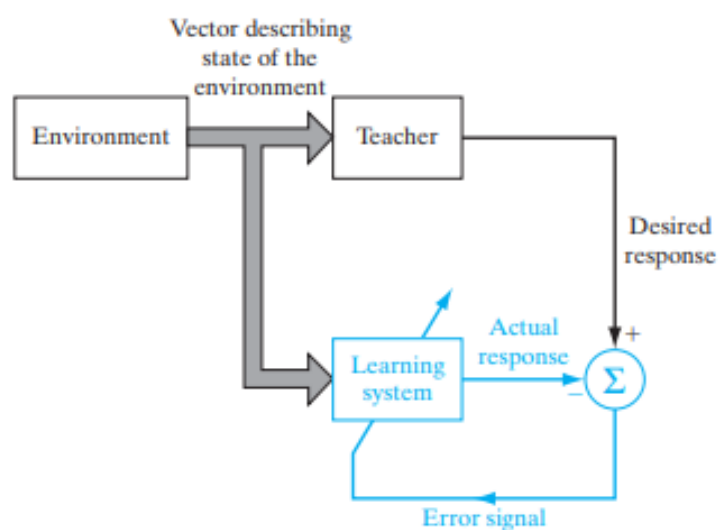 Vector describing
state of the
environment
Environment
Teacher
Desired
response
+
Actual
response
Learning
system
−
Σ
Error signal